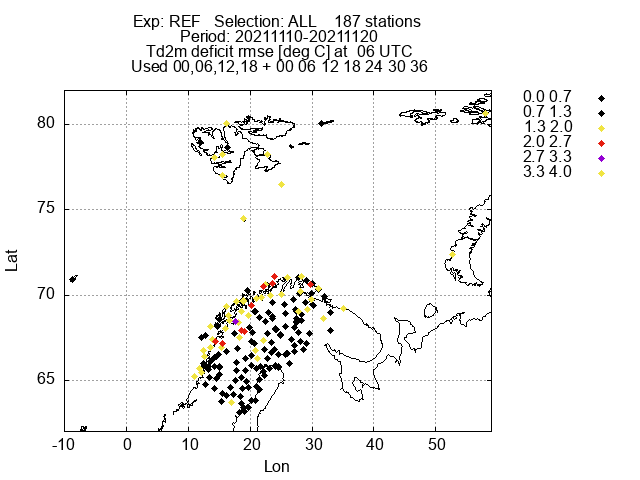 Exp: REF   Selection: ALL    187 stations
Period: 20211110-20211120
Td2m deficit rmse [deg C] at  06 UTC
Used 00,06,12,18 + 00 06 12 18 24 30 36
0.0 0.7
0.7 1.3
1.3 2.0
2.0 2.7
2.7 3.3
3.3 4.0
80
75
70
65
Lat
-10 0 10 20 30 40 50
Lon